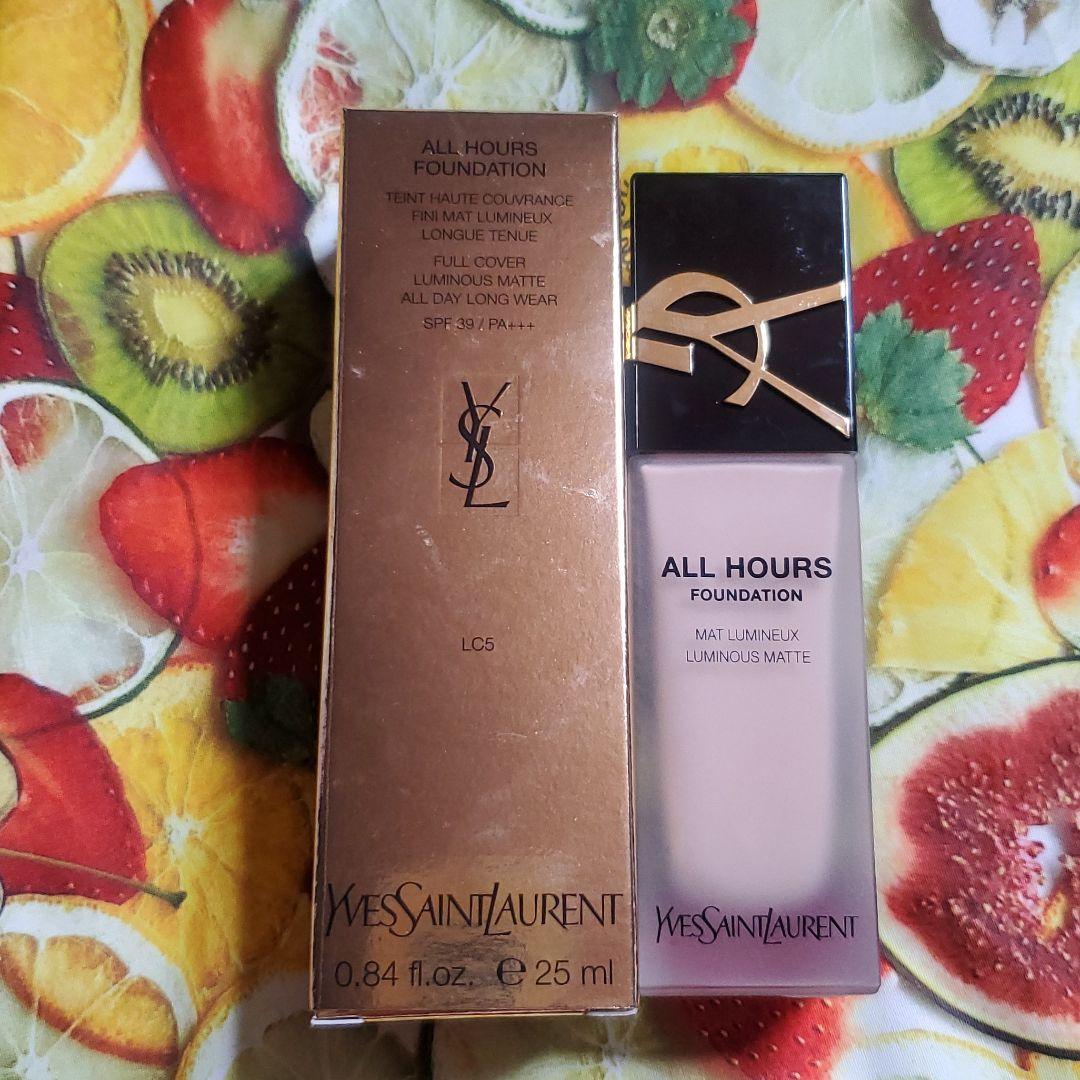 ALL HOURS
FOUNDATION
TEINT HAUTE COUVRANCE
FINI MAT LUMINEUX
LONGUE TENUE
FULL COVER
LUMINOUS MATTE
ALL DAY LONG WEAR
SPF 39 / PA+++
YSL
LC5
YVESSAINTLAURENT
0.84 fl.oz. ℮ 25 ml
ALL HOURS
FOUNDATION
MAT LUMINEUX
LUMINOUS MATTE
YVESSAINTLAURENT